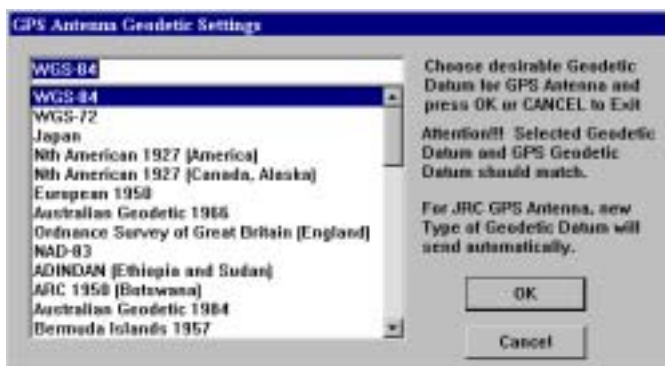 GPS Antenna Geodetic Settings
WGS-84
WGS-84
WGS-72
Japan
Nth American 1927 (America)
Nth American 1927 (Canada, Alaska)
European 1950
Australian Geodetic 1966
Ordnance Survey of Great Britain (England)
NAD-83
ADINDAN (Ethiopia and Sudan)
ARC 1950 (Botswana)
Australian Geodetic 1984
Bermuda Islands 1957
Choose desirable Geodetic
Datum for GPS Antenna and
press OK or CANCEL to Exit
Attention!!! Selected Geodetic
Datum and GPS Geodetic
Datum should match.
For JRC GPS Antenna, new
Type of Geodetic Datum will
send automatically.
OK
Cancel